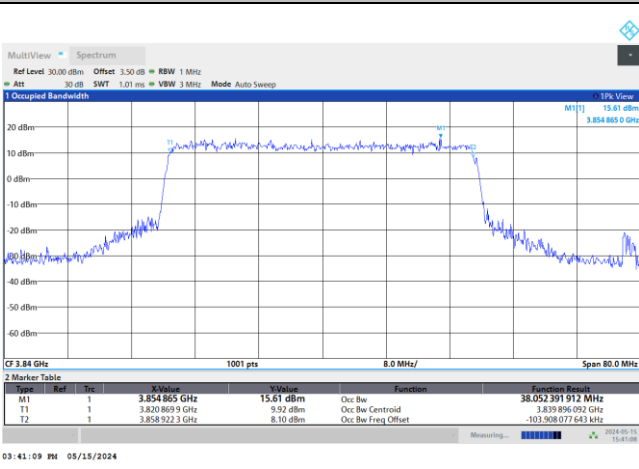 MultiView Spectrum
Ref Level 30.00 dBm Offset 3.50 dB RBW 1 MHz
Att 30 dB SWT 1.01 ms VBW 3 MHz Mode Auto Sweep
1 Occupied Bandwidth 1Pk View
M1[1] 15.61 dBm
3.854 865 0 GHz
20 dBm
M1
T1
T2
10 dBm
0 dBm
-10 dBm
-20 dBm
-30 dBm
-40 dBm
-50 dBm
-60 dBm
CF 3.84 GHz 1001 pts 8.0 MHz/ Span 80.0 MHz
2 Marker Table
Type Ref Trc X-Value Y-Value Function Function Result
M1 1 3.854 865 GHz 15.61 dBm Occ Bw 38.052 391 912 MHz
T1 1 3.820 869 9 GHz 9.92 dBm Occ Bw Centroid 3.839 896 092 GHz
T2 1 3.858 922 3 GHz 8.10 dBm Occ Bw Freq Offset -103.908 077 643 kHz
Measuring... 2024-05-15
15:41:08
03:41:09 PM 05/15/2024